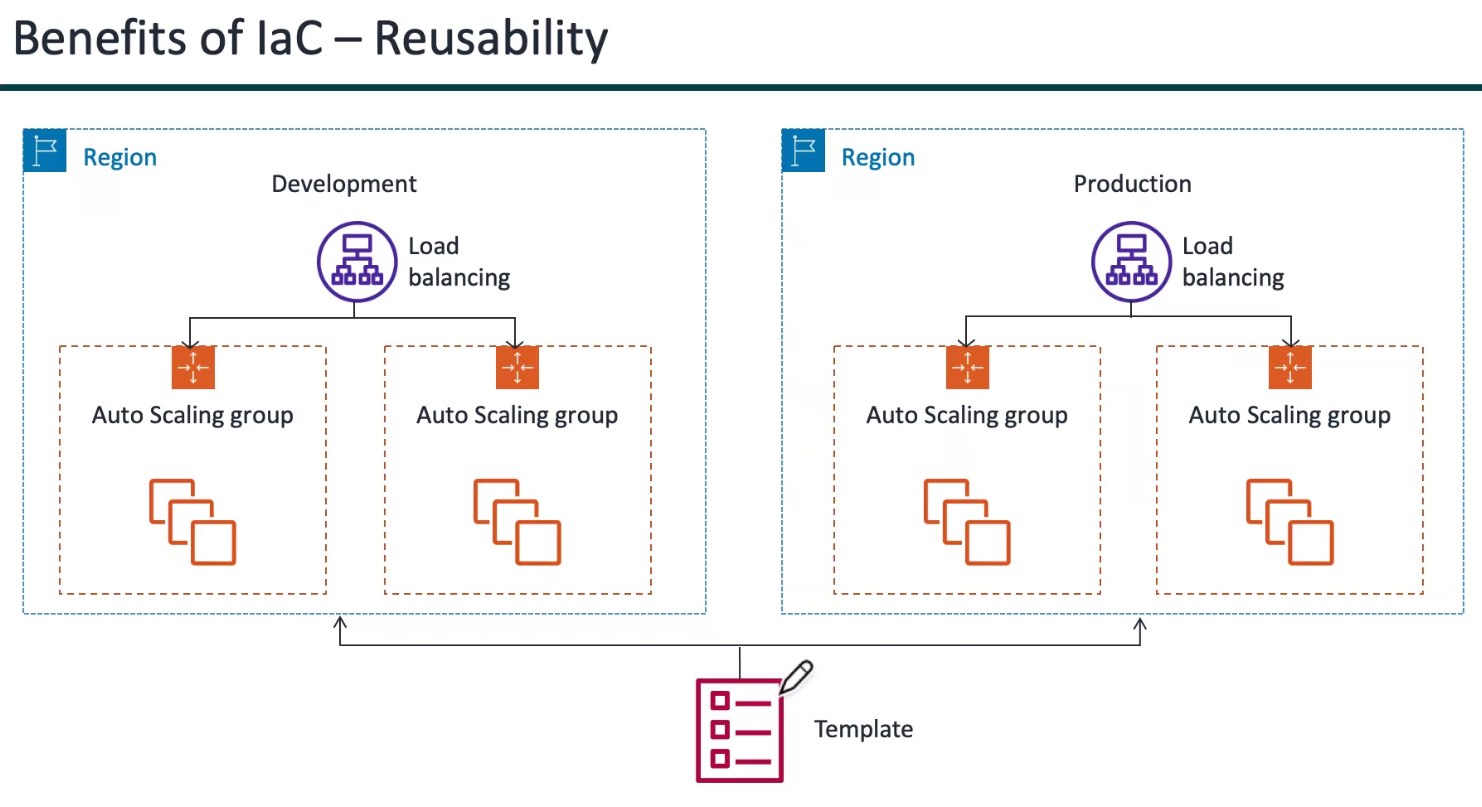 Benefits of IaC – Reusability
Region
Development
Load
balancing
Auto Scaling group
Auto Scaling group
Region
Production
Load
balancing
Auto Scaling group
Auto Scaling group
Template